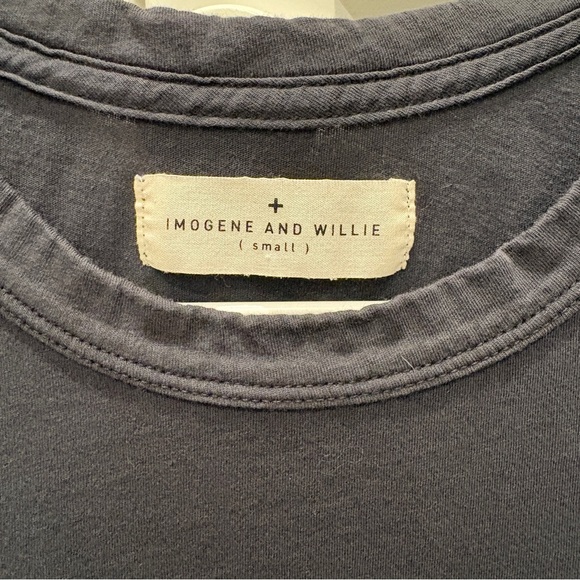 +
IMOGENE AND WILLIE
( small )